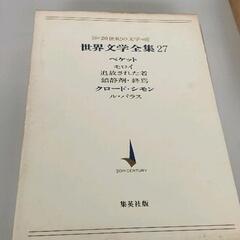 20世紀の文学
世界文学全集27
ベケット
モロイ
追放された者
鎮静剤・終焉
クロード・シモン
ル・パラス
20TH CENTURY
集英社版